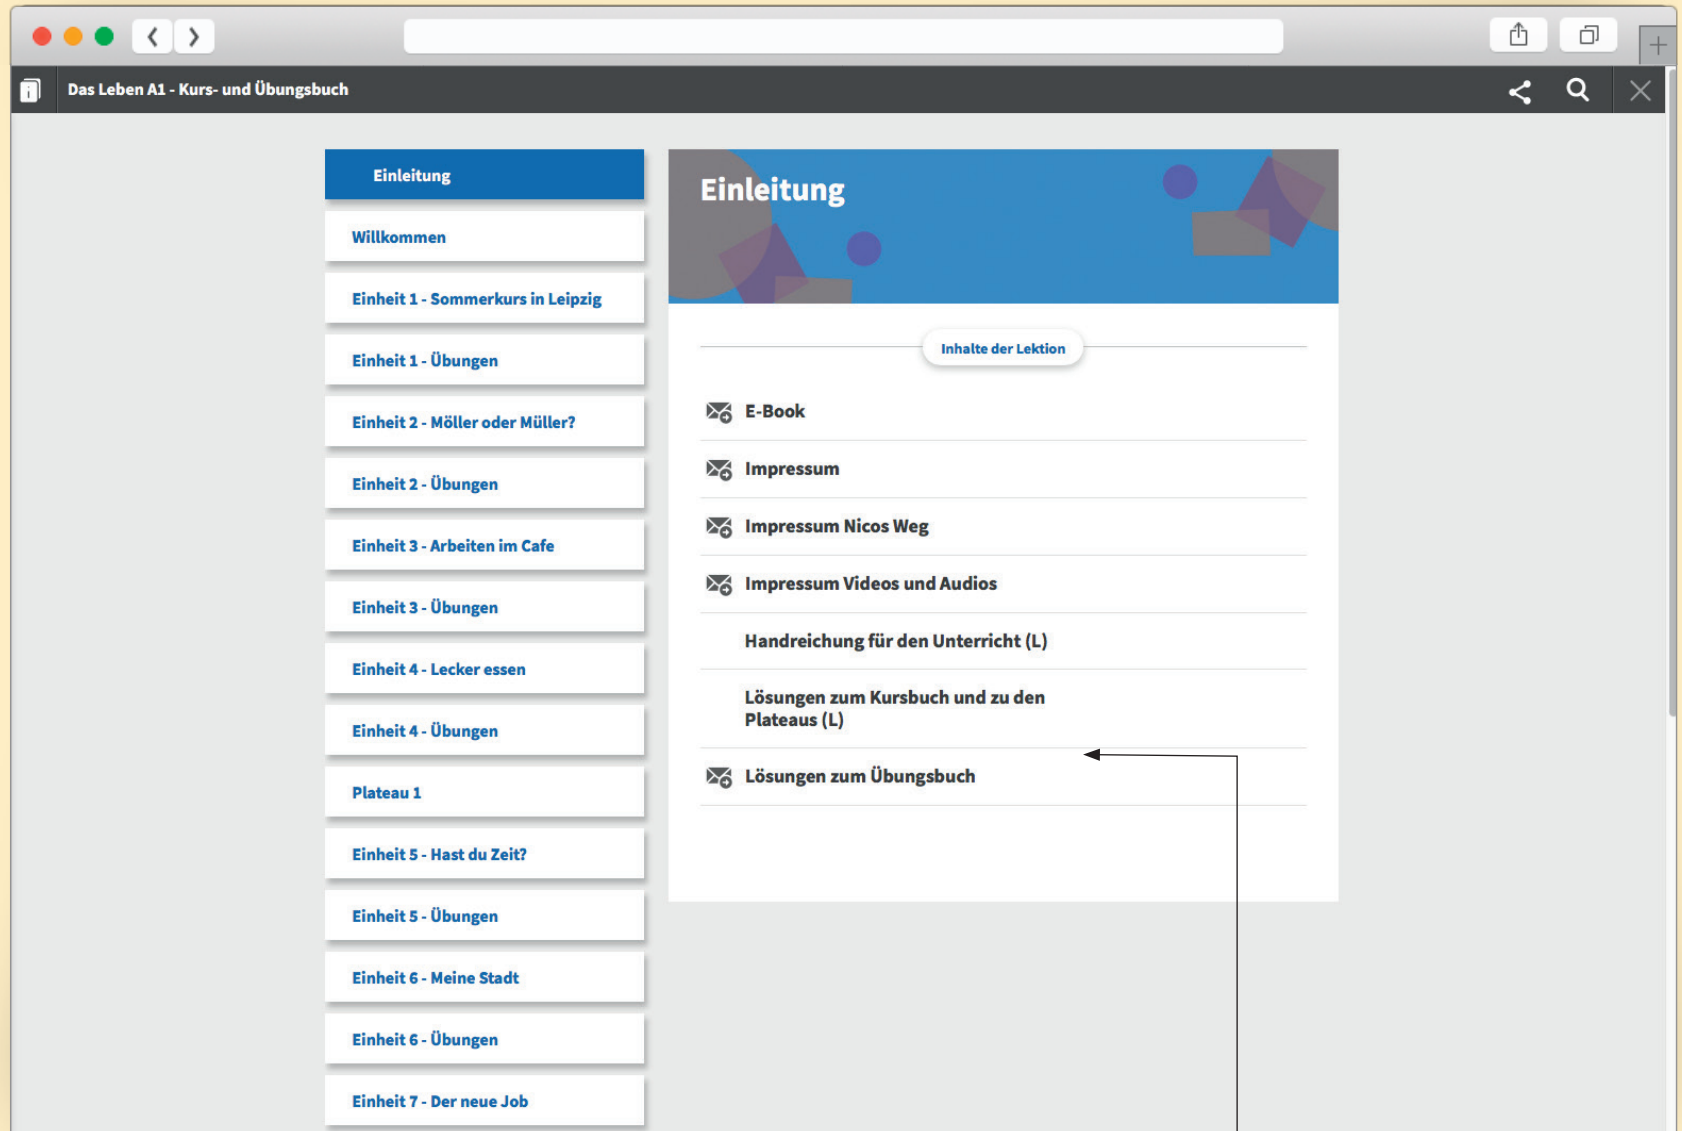 Das Leben A1 - Kurs- und Übungsbuch
Einleitung
Willkommen
Einheit 1 - Sommerkurs in Leipzig
Einheit 1 - Übungen
Einheit 2 - Möller oder Müller?
Einheit 2 - Übungen
Einheit 3 - Arbeiten im Cafe
Einheit 3 - Übungen
Einheit 4 - Lecker essen
Einheit 4 - Übungen
Plateau 1
Einheit 5 - Hast du Zeit?
Einheit 5 - Übungen
Einheit 6 - Meine Stadt
Einheit 6 - Übungen
Einheit 7 - Der neue Job
Einleitung
Inhalte der Lektion
E-Book
Impressum
Impressum Nicos Weg
Impressum Videos und Audios
Handreichung für den Unterricht (L)
Lösungen zum Kursbuch und zu den
Plateaus (L)
Lösungen zum Übungsbuch